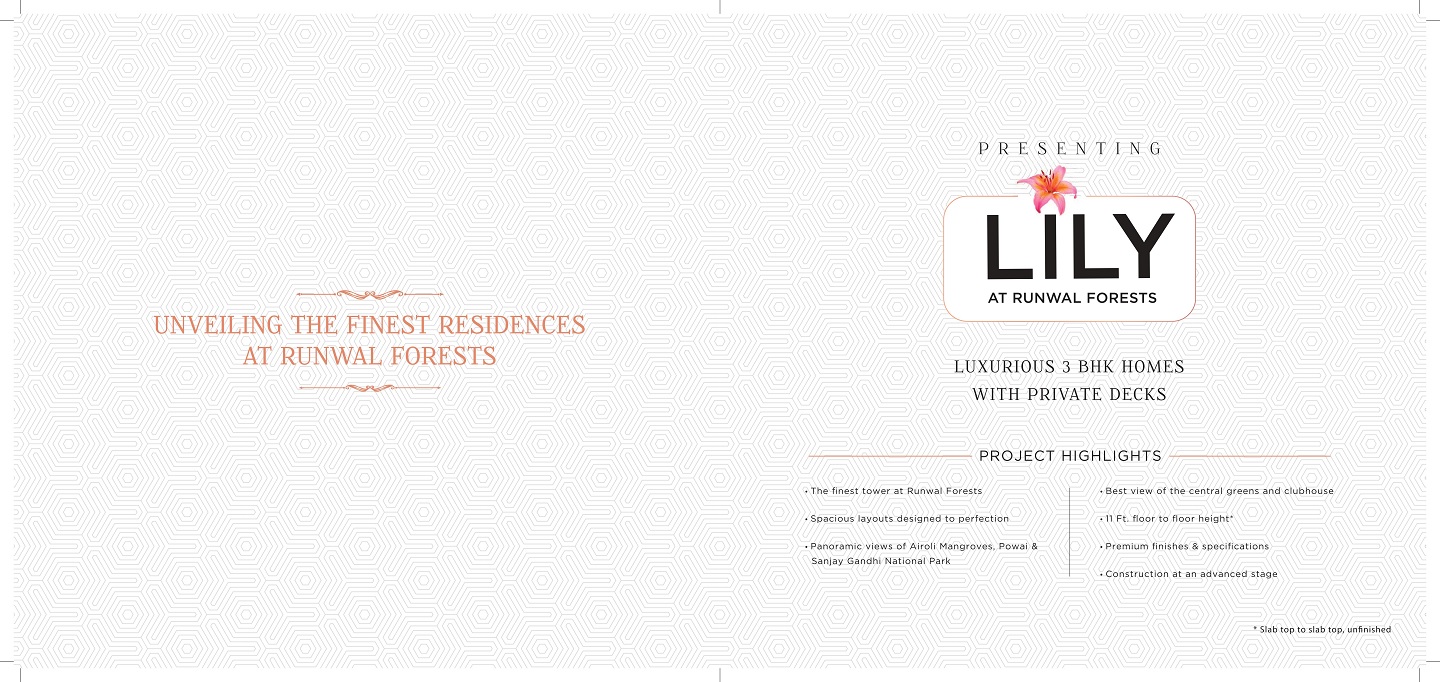 UNVEILING THE FINEST RESIDENCES
AT RUNWAL FORESTS
PRESENTING
LILY
AT RUNWAL FORESTS
LUXURIOUS 3 BHK HOMES
WITH PRIVATE DECKS
PROJECT HIGHLIGHTS
• The finest tower at Runwal Forests
• Spacious layouts designed to perfection
• Panoramic views of Airoli Mangroves, Powai &
Sanjay Gandhi National Park
• Best view of the central greens and clubhouse
• 11 Ft. floor to floor height*
• Premium finishes & specifications
• Construction at an advanced stage
* Slab top to slab top, unfinished